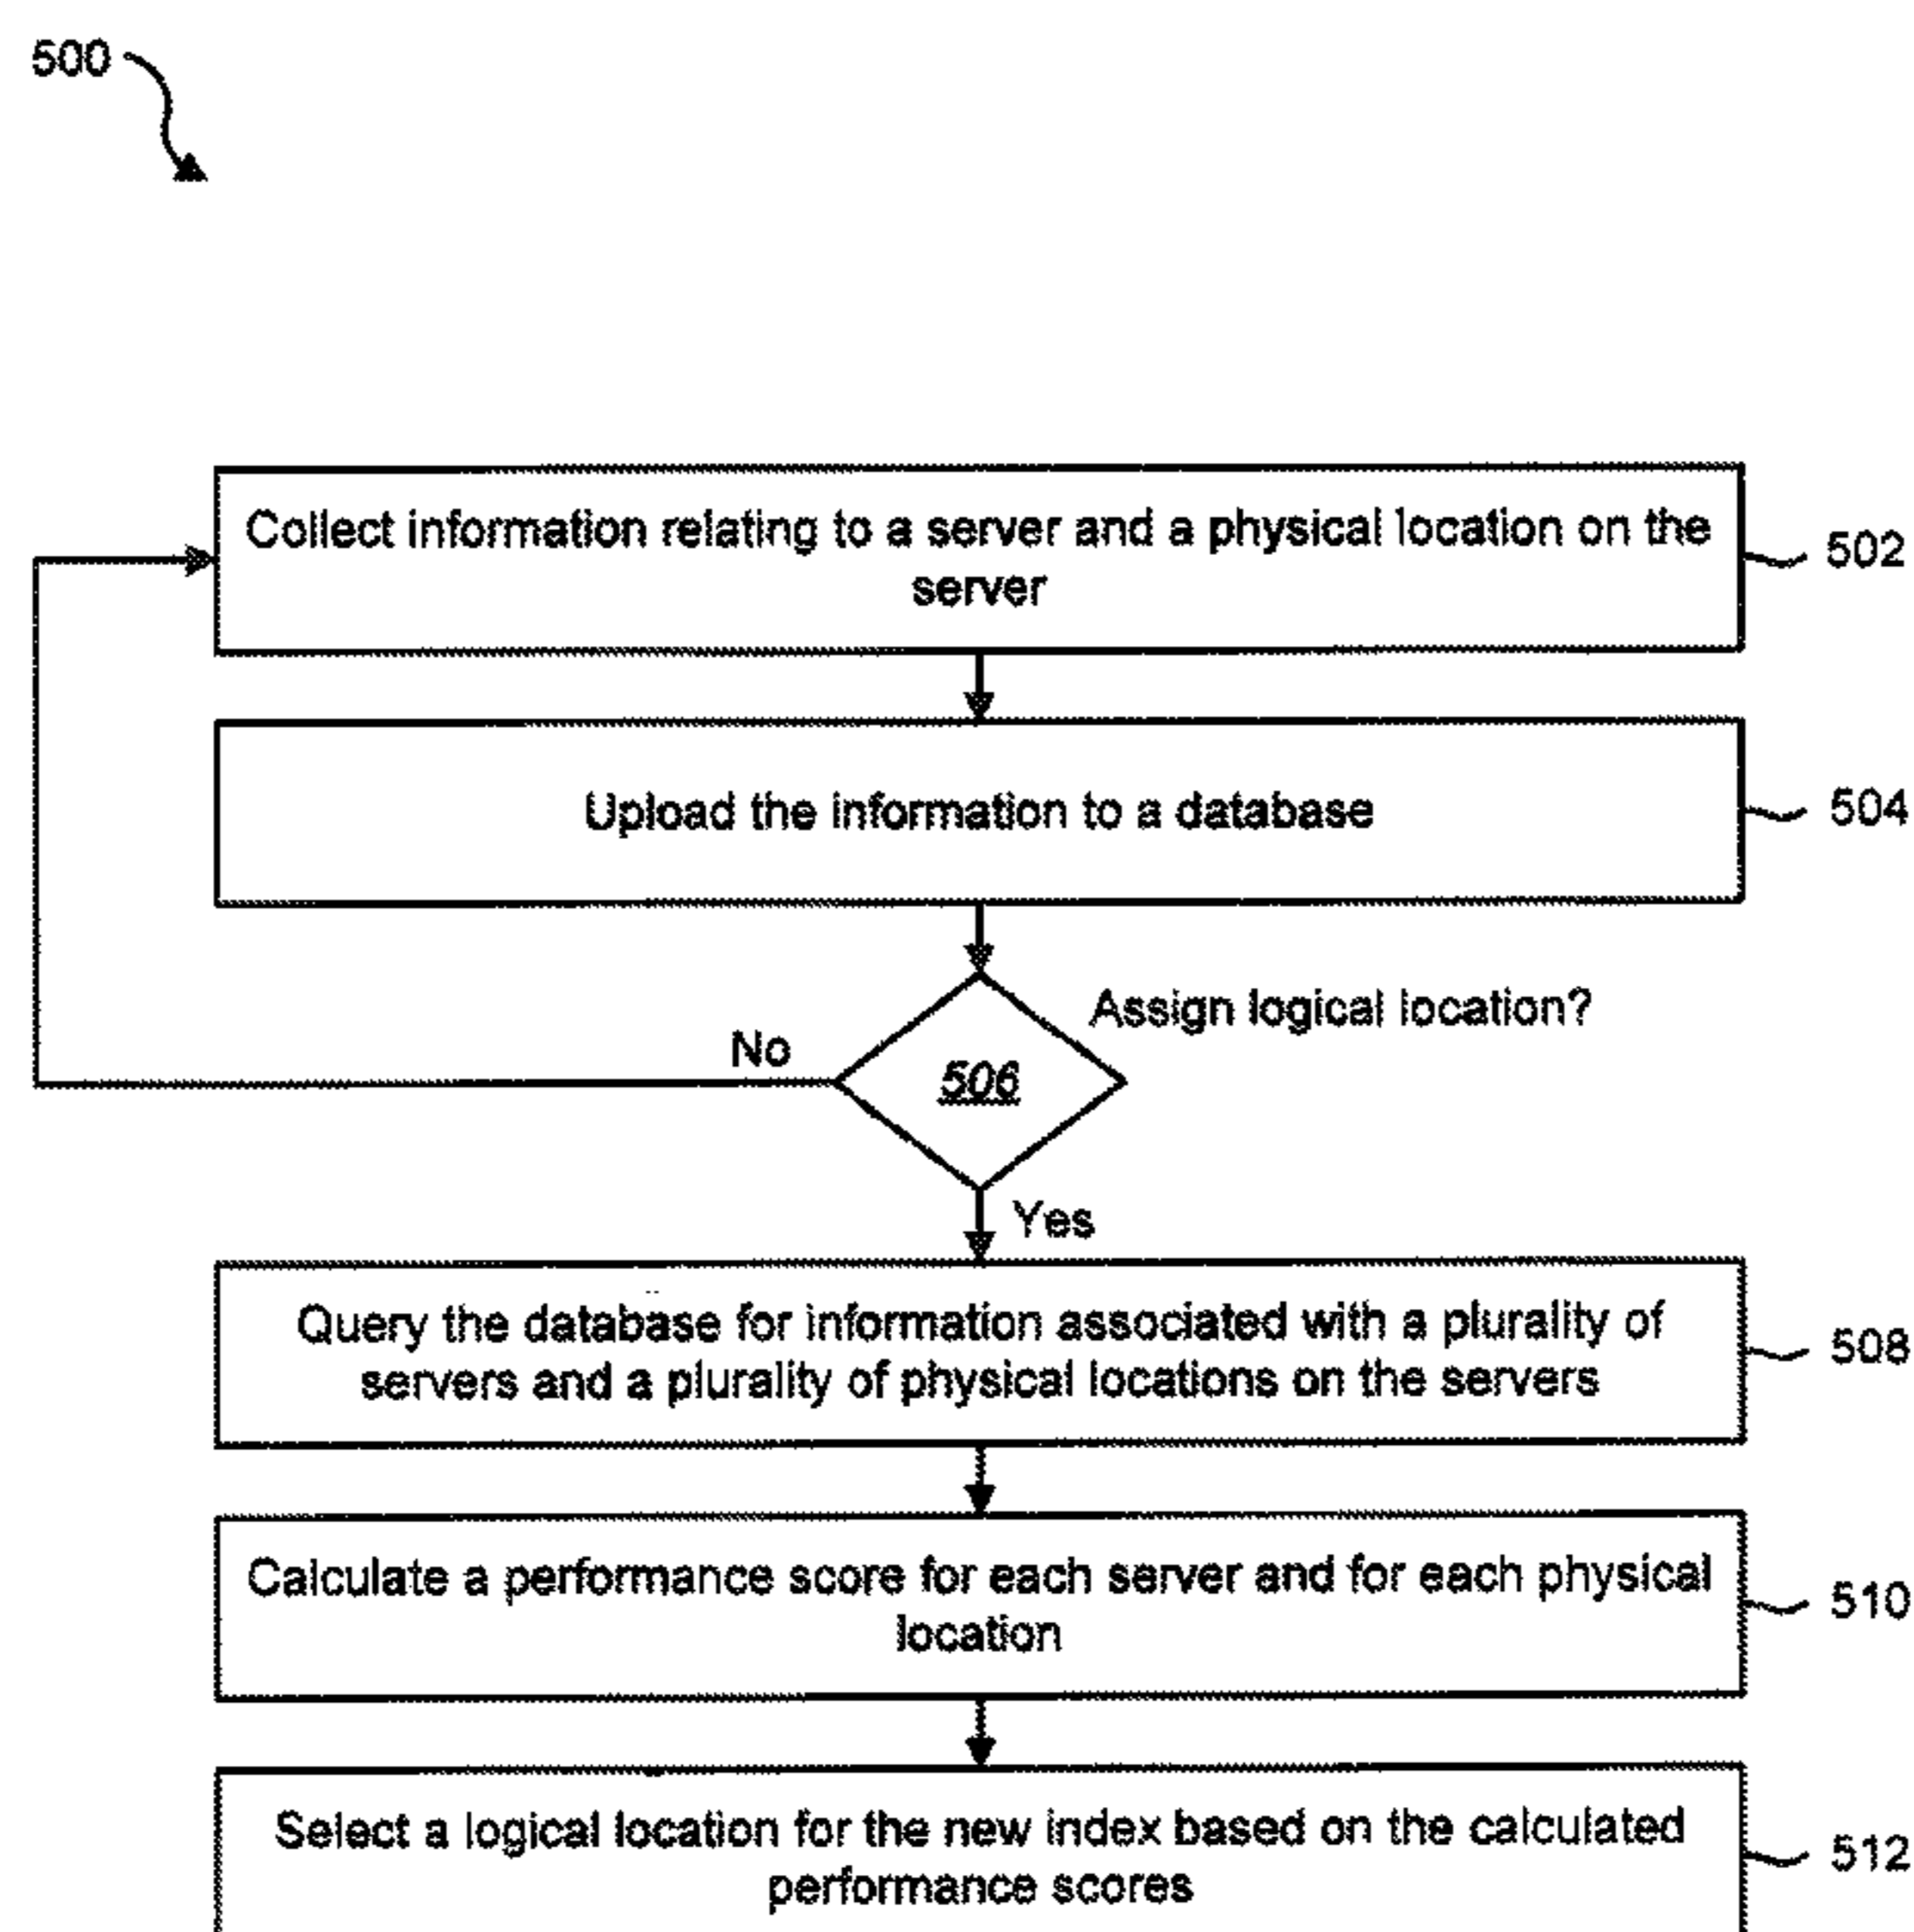 500
Collect information relating to a server and a physical location on the
server
502
Upload the information to a database
504
Assign logical location?
No
506
Yes
Query the database for information associated with a plurality of
servers and a plurality of physical locations on the servers
508
Calculate a performance score for each server and for each physical
location
510
Select a logical location for the new index based on the calculated
performance scores
512